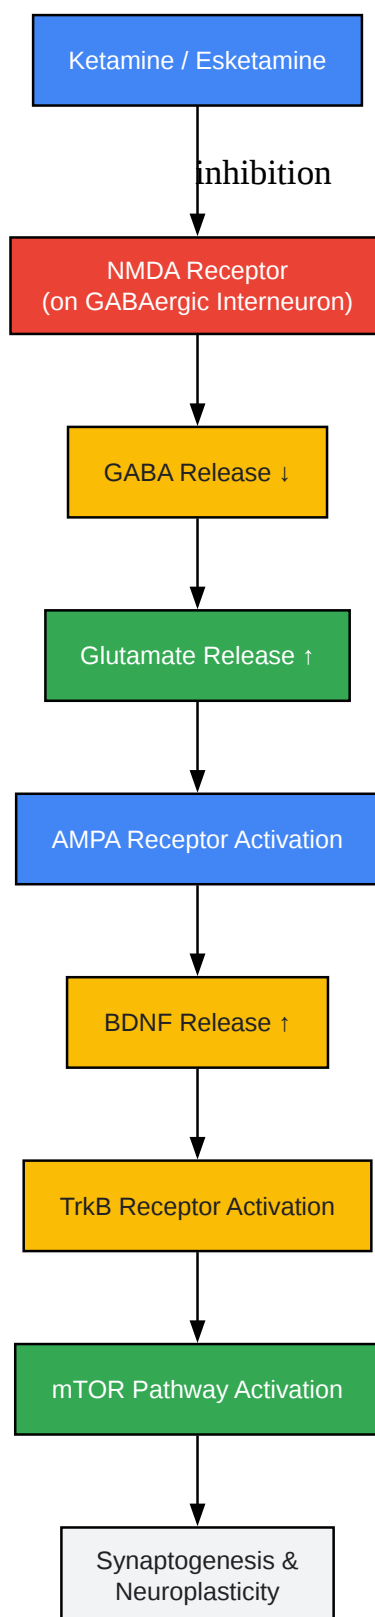 Ketamine / Esketamine
inhibition
NMDA Receptor
(on GABAergic Interneuron)
GABA Release ↓
Glutamate Release ↑
AMPA Receptor Activation
BDNF Release ↑
TrkB Receptor Activation
mTOR Pathway Activation
Synaptogenesis &
Neuroplasticity